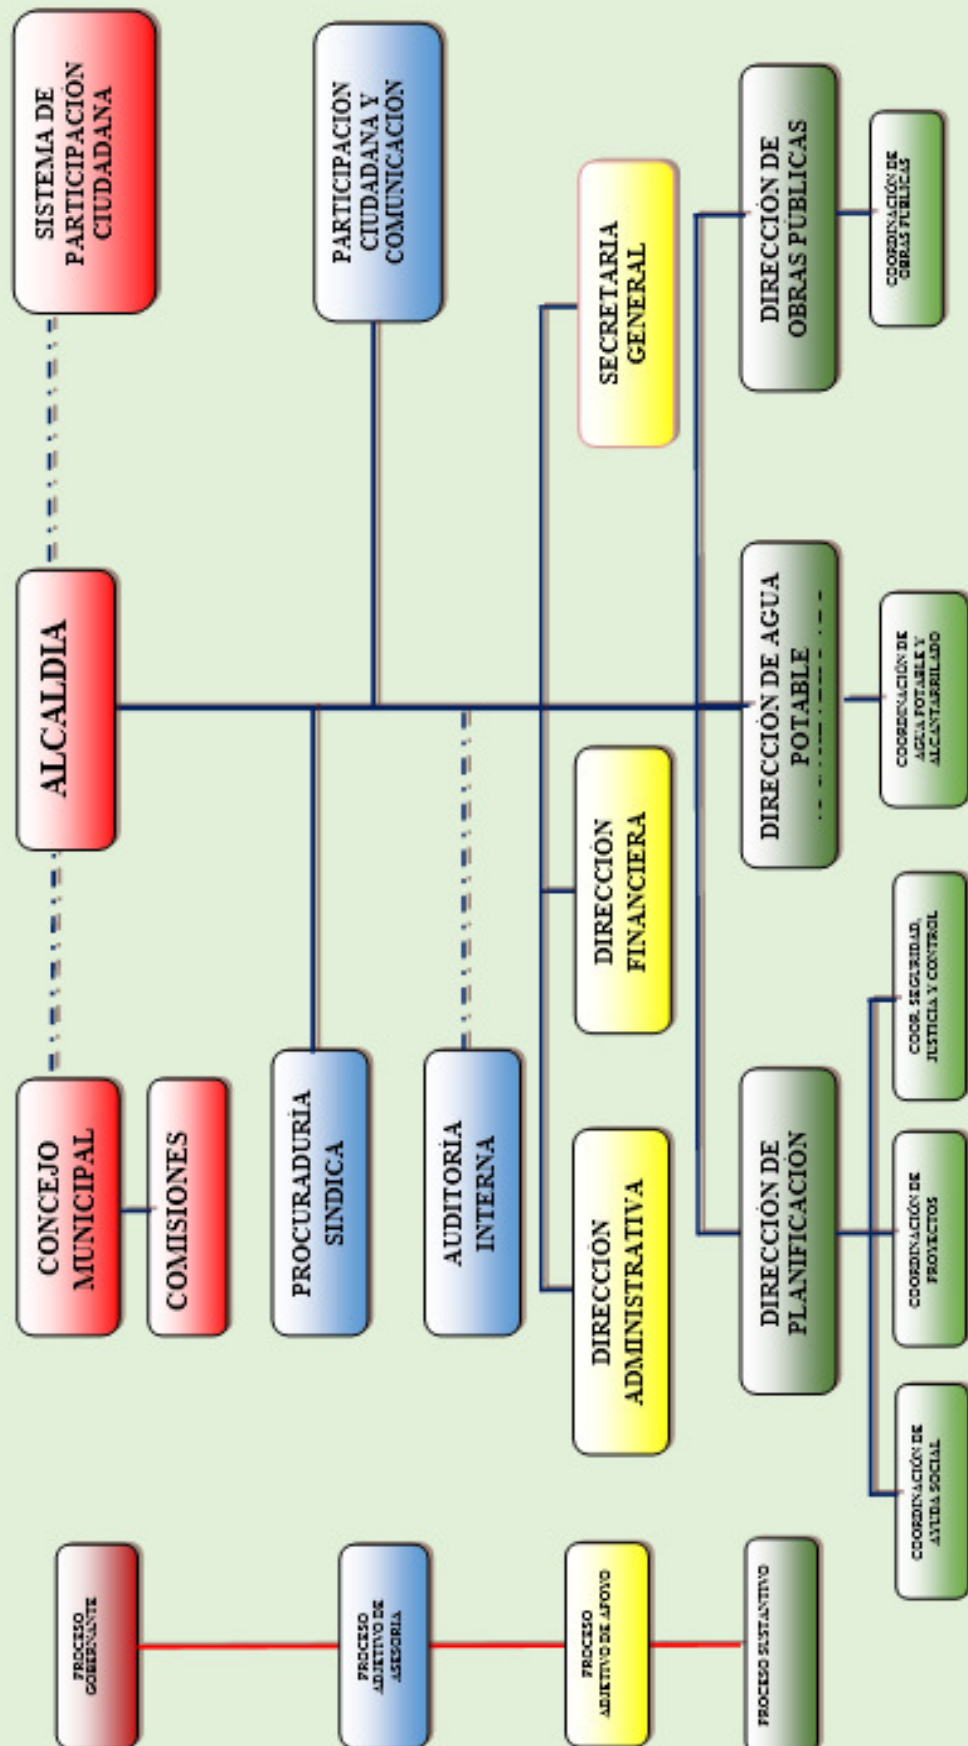 PROCESO
GOBERNANTE
CONCEJO
MUNICIPAL
ALCALDIA
SISTEMA DE
PARTICIPACIÓN
CIUDADANA
COMISIONES
PROCESO
ADJETIVO DE
ASESORIA
PROCURADURÍA
SINDICA
PARTICIPACIÓN
CIUDADANA Y
COMUNICACIÓN
AUDITORÍA
INTERNA
PROCESO
ADJETIVO DE APOYO
DIRECCIÓN
ADMINISTRATIVA
DIRECCIÓN
FINANCIERA
SECRETARIA
GENERAL
PROCESO SUSTANTIVO
DIRECCIÓN DE
PLANIFICACIÓN
DIRECCIÓN DE AGUA
POTABLE
DIRECCIÓN DE
OBRAS PÚBLICAS
COORDINACIÓN DE
AYUDA SOCIAL
COORDINACIÓN DE
PROYECTOS
COOR. SEGURIDAD,
JUSTICIA Y CONTROL
COORDINACIÓN DE
AGUA POTABLE Y
ALCANTARRILADO
COORDINACIÓN DE
OBRAS PUBLICAS